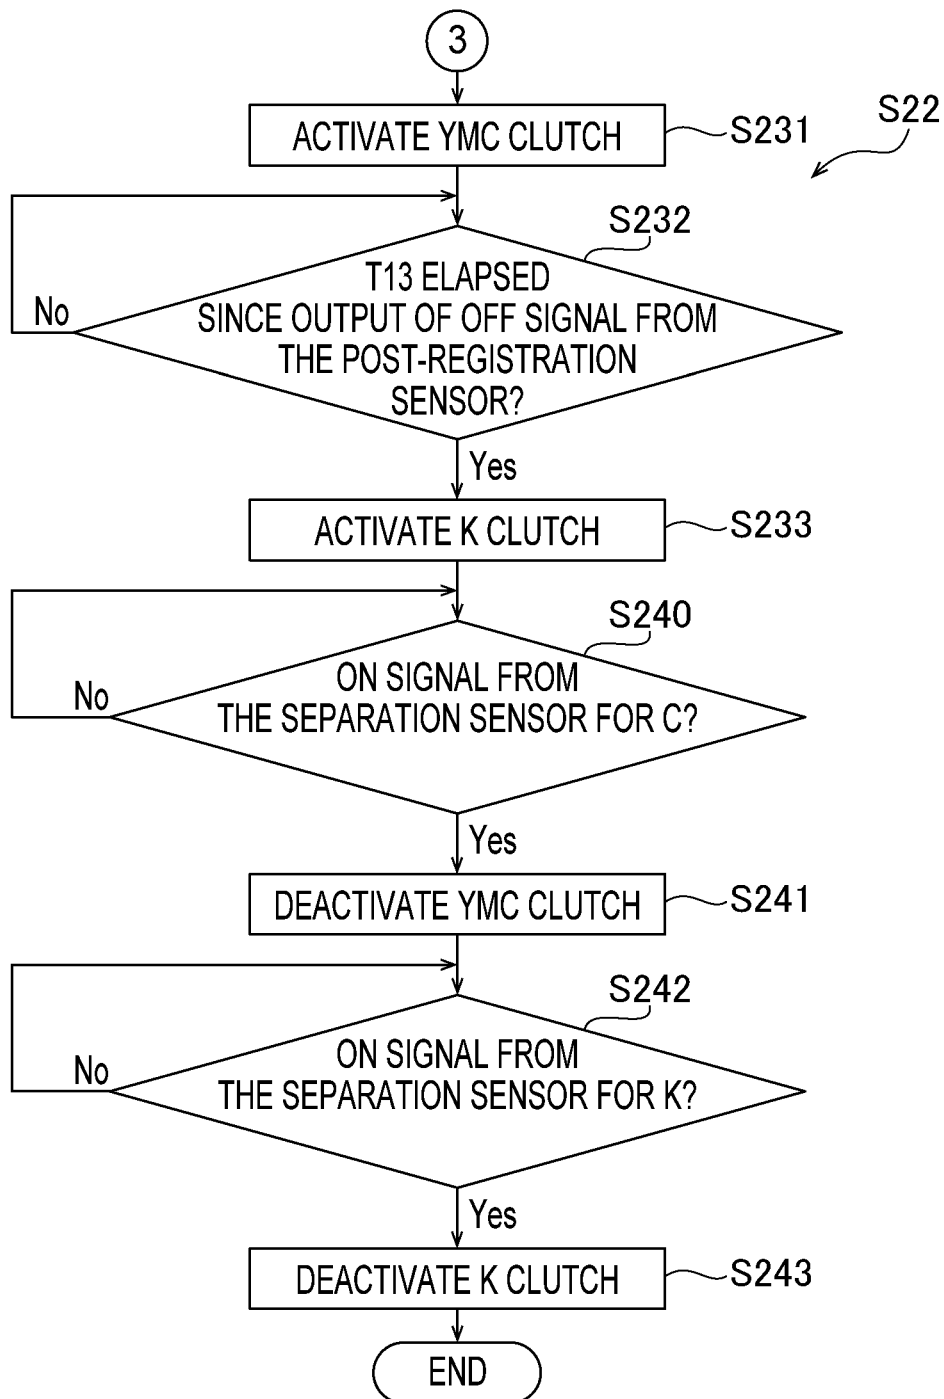 3
ACTIVATE YMC CLUTCH
S231
S22
S232
T13 ELAPSED
SINCE OUTPUT OF OFF SIGNAL FROM
THE POST-REGISTRATION
SENSOR?
No
Yes
ACTIVATE K CLUTCH
S233
S240
ON SIGNAL FROM
THE SEPARATION SENSOR FOR C?
No
Yes
DEACTIVATE YMC CLUTCH
S241
S242
ON SIGNAL FROM
THE SEPARATION SENSOR FOR K?
No
Yes
DEACTIVATE K CLUTCH
S243
END